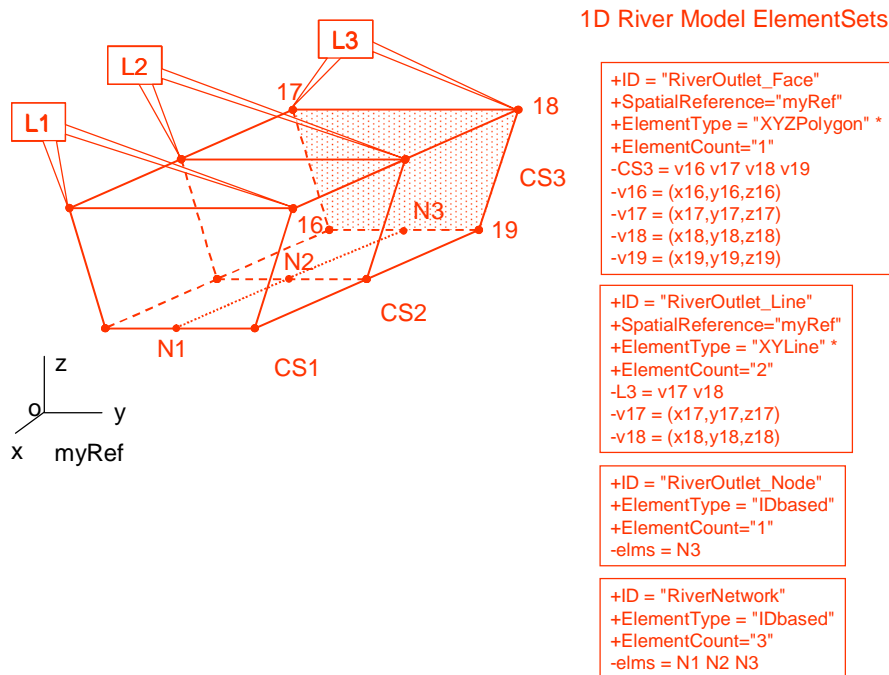 1D River Model ElementSets
L3
L2
L1
17
18
CS3
N3
16
19
N2
CS2
N1
CS1
z
o
y
x
myRef
+ID = "RiverOutlet_Face"
+SpatialReference="myRef"
+ElementType = "XYZPolygon" *
+ElementCount="1"
-CS3 = v16 v17 v18 v19
-v16 = (x16,y16,z16)
-v17 = (x17,y17,z17)
-v18 = (x18,y18,z18)
-v19 = (x19,y19,z19)
+ID = "RiverOutlet_Line"
+SpatialReference="myRef"
+ElementType = "XYLine" *
+ElementCount="2"
-L3 = v17 v18
-v17 = (x17,y17,z17)
-v18 = (x18,y18,z18)
+ID = "RiverOutlet_Node"
+ElementType = "IDbased"
+ElementCount="1"
-elms = N3
+ID = "RiverNetwork"
+ElementType = "IDbased"
+ElementCount="3"
-elms = N1 N2 N3